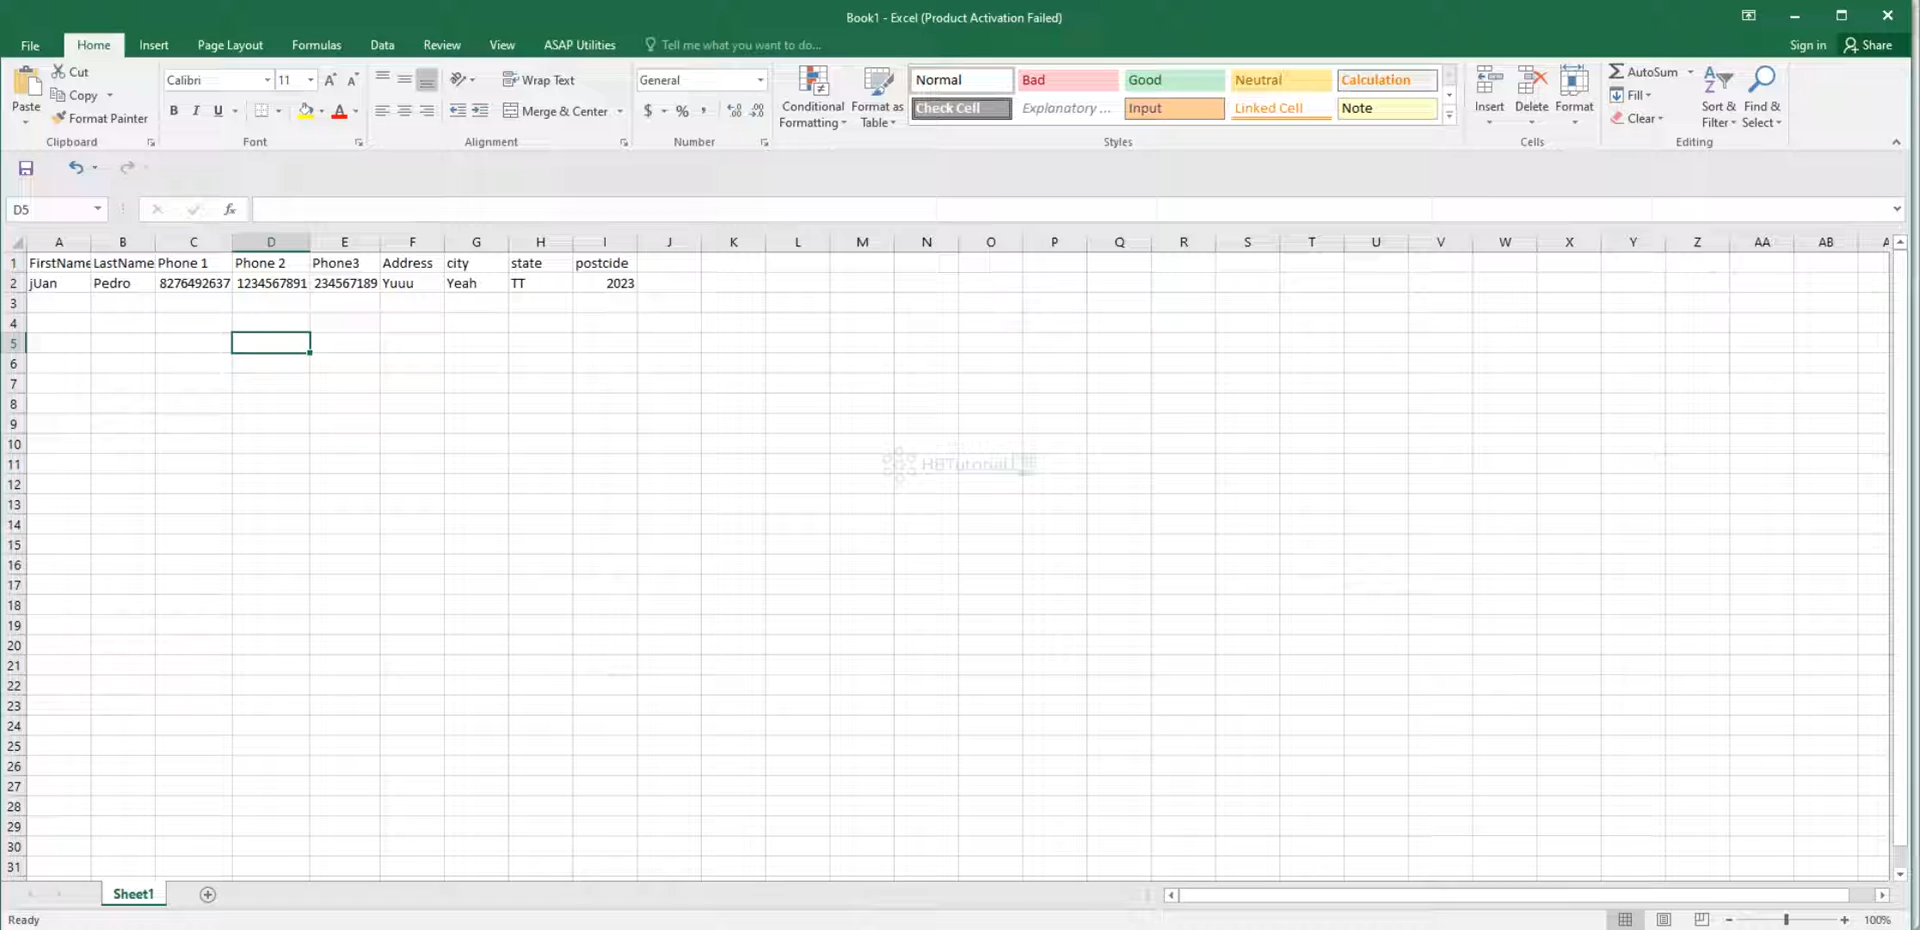 Book1 - Excel (Product Activation Failed)
File Home Insert Page Layout Formulas Data Review View ASAP Utilities Tell me what you want to do... Sign in Share
Paste Cut Copy Format Painter Clipboard
Calibri 11 B I U Font
Wrap Text Merge & Center Alignment
General $ % , Number
Conditional Formatting Format as Table
Normal Bad Good Neutral Calculation
Check Cell Explanatory ... Input Linked Cell Note
Styles
Insert Delete Format Cells
AutoSum Fill Clear Sort & Filter Find & Select Editing
D5 fx
A B C D E F G H I J K L M N O P Q R S T U V W X Y Z AA AB
1 FirstName LastName Phone 1 Phone 2 Phone3 Address city state postcide
2 jUan Pedro 8276492637 1234567891 234567189 Yuuu Yeah TT 2023
3
4
5
6
7
8
9
10
11
HBTutorial
12
13
14
15
16
17
18
19
20
21
22
23
24
25
26
27
28
29
30
31
Sheet1
Ready 100%